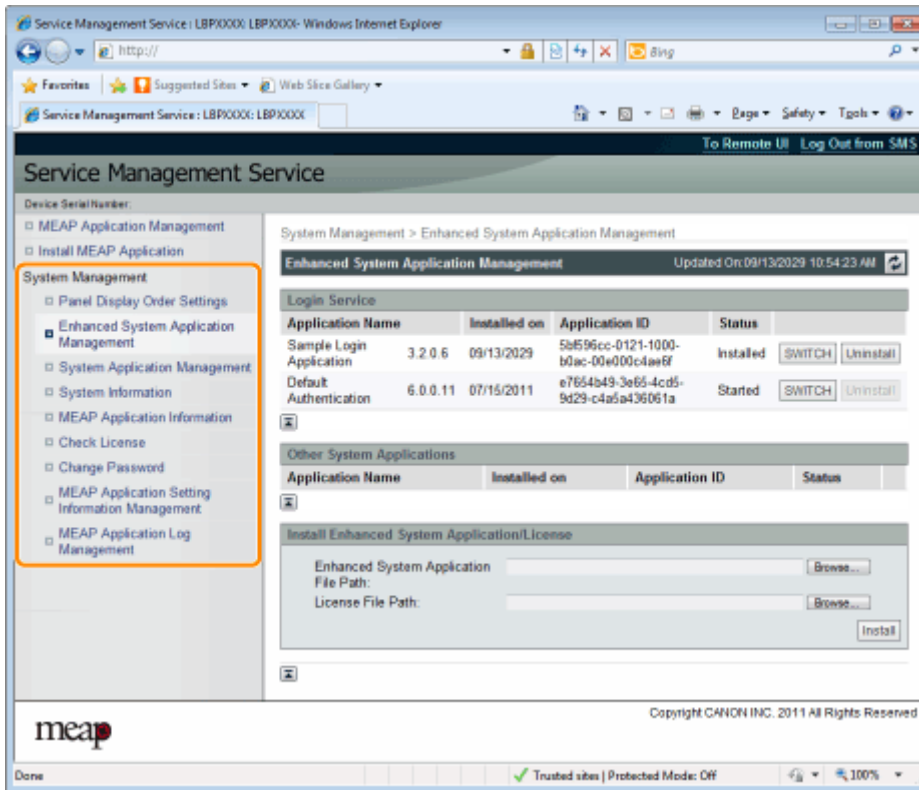 Service Management Service : LBPXXXX: LBPXXXX- Windows Internet Explorer
http://
Bing
Favorites
Suggested Sites
Web Slice Gallery
Service Management Service : LBPXXXX: LBPXXXX
Page
Safety
Tools
To Remote UI
Log Out from SMS
Service Management Service
Device Serial Number:
MEAP Application Management
Install MEAP Application
System Management
Panel Display Order Settings
Enhanced System Application
Management
System Application Management
System Information
MEAP Application Information
Check License
Change Password
MEAP Application Setting
Information Management
MEAP Application Log
Management
System Management > Enhanced System Application Management
Enhanced System Application Management
Updated On:09/13/2029 10:54:23 AM
Login Service
Application Name Installed on Application ID Status
Sample Login
Application
3.2.0.6
09/13/2029
5bf596cc-0121-1000-
b0ac-00e000c4ae6f
Installed
SWITCH
Uninstall
Default
Authentication
6.0.0.11
07/15/2011
e7654b49-3e65-4cd5-
9d29-c4a5a436061a
Started
SWITCH
Uninstall
Other System Applications
Application Name Installed on Application ID Status
Install Enhanced System Application/License
Enhanced System Application
File Path:
Browse...
License File Path:
Browse...
Install
meap
Copyright CANON INC. 2011 All Rights Reserved
Done
Trusted sites | Protected Mode: Off
100%